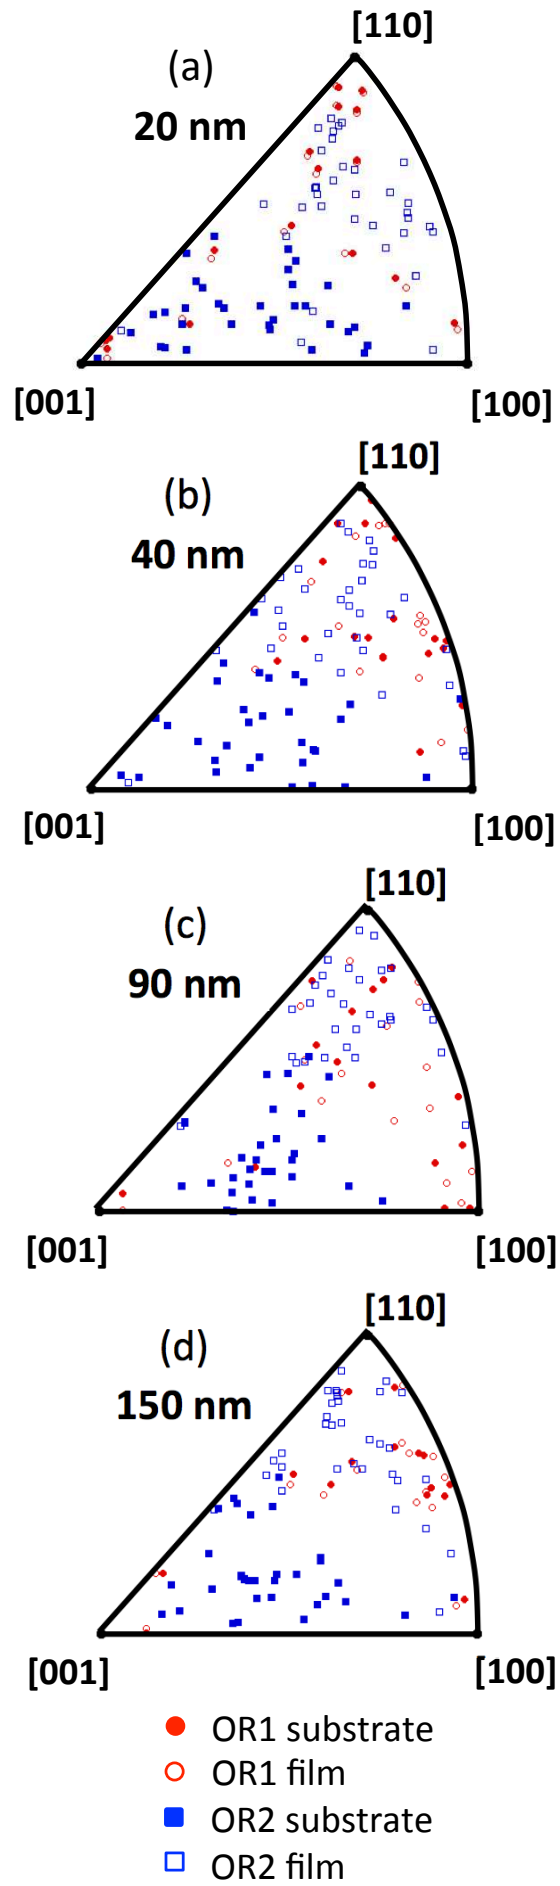 [110]
(a)
20 nm
[001]
[100]
[110]
(b)
40 nm
[001]
[100]
[110]
(c)
90 nm
[001]
[100]
[110]
(d)
150 nm
[001]
[100]
OR1 substrate
OR1 film
OR2 substrate
OR2 film